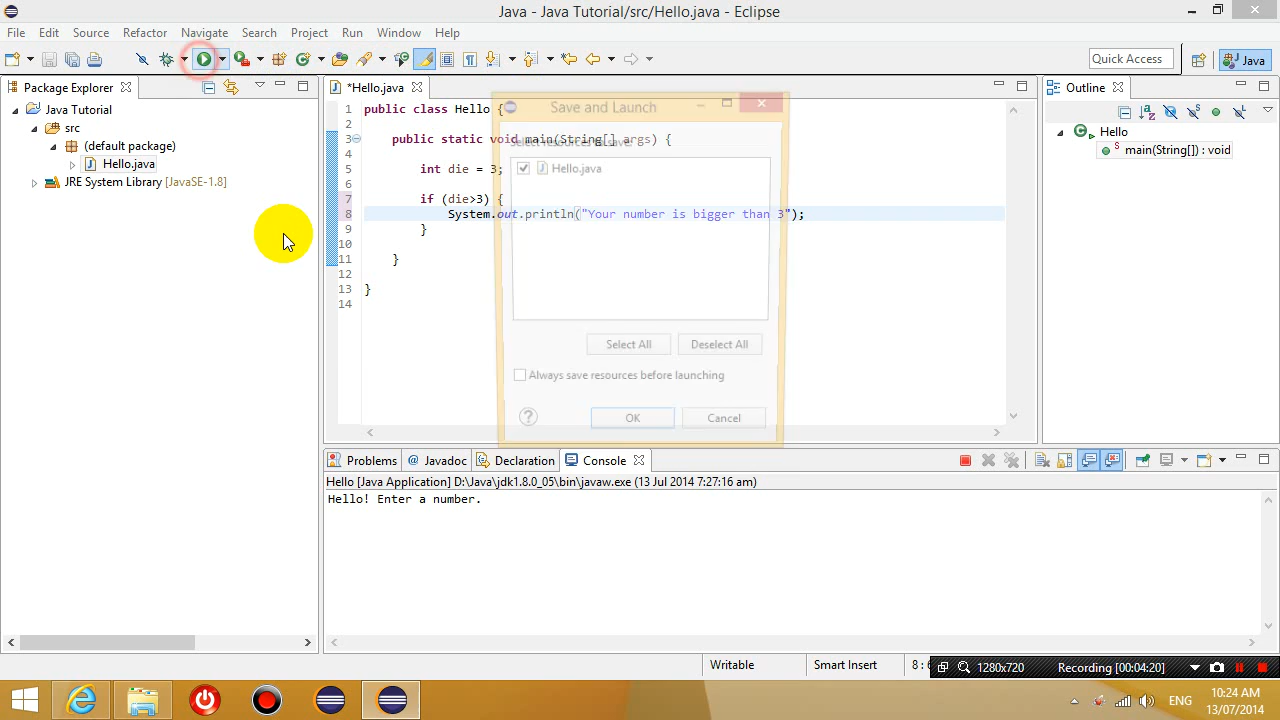 Java - Java Tutorial/src/Hello.java - Eclipse
File Edit Source Refactor Navigate Search Project Run Window Help
Quick Access
Java
Package Explorer
*Hello.java
Save and Launch
Outline
Java Tutorial
src
(default package)
Hello.java
JRE System Library [JavaSE-1.8]
1 public class Hello {
2
3 public static void main(String[] args) {
4
5 int die = 3;
6
7 if (die>3) {
8 System.out.println("Your number is bigger than 3");
9 }
10
11 }
12
13 }
14
Select resources to save:
Hello.java
Select All Deselect All
Always save resources before launching
OK Cancel
Hello
main(String[]) : void
Problems @ Javadoc Declaration Console
Hello [Java Application] D:\Java\jdk1.8.0_05\bin\javaw.exe (13 Jul 2014 7:27:16 am)
Hello! Enter a number.
Writable Smart Insert
1280x720 Recording [00:04:20]
ENG
10:24 AM
13/07/2014